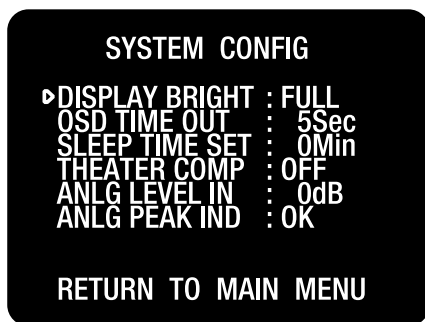 SYSTEM CONFIG
DISPLAY BRIGHT : FULL
OSD TIME OUT : 5Sec
SLEEP TIME SET : 0Min
THEATER COMP : OFF
ANLG LEVEL IN : 0dB
ANLG PEAK IND : OK
RETURN TO MAIN MENU